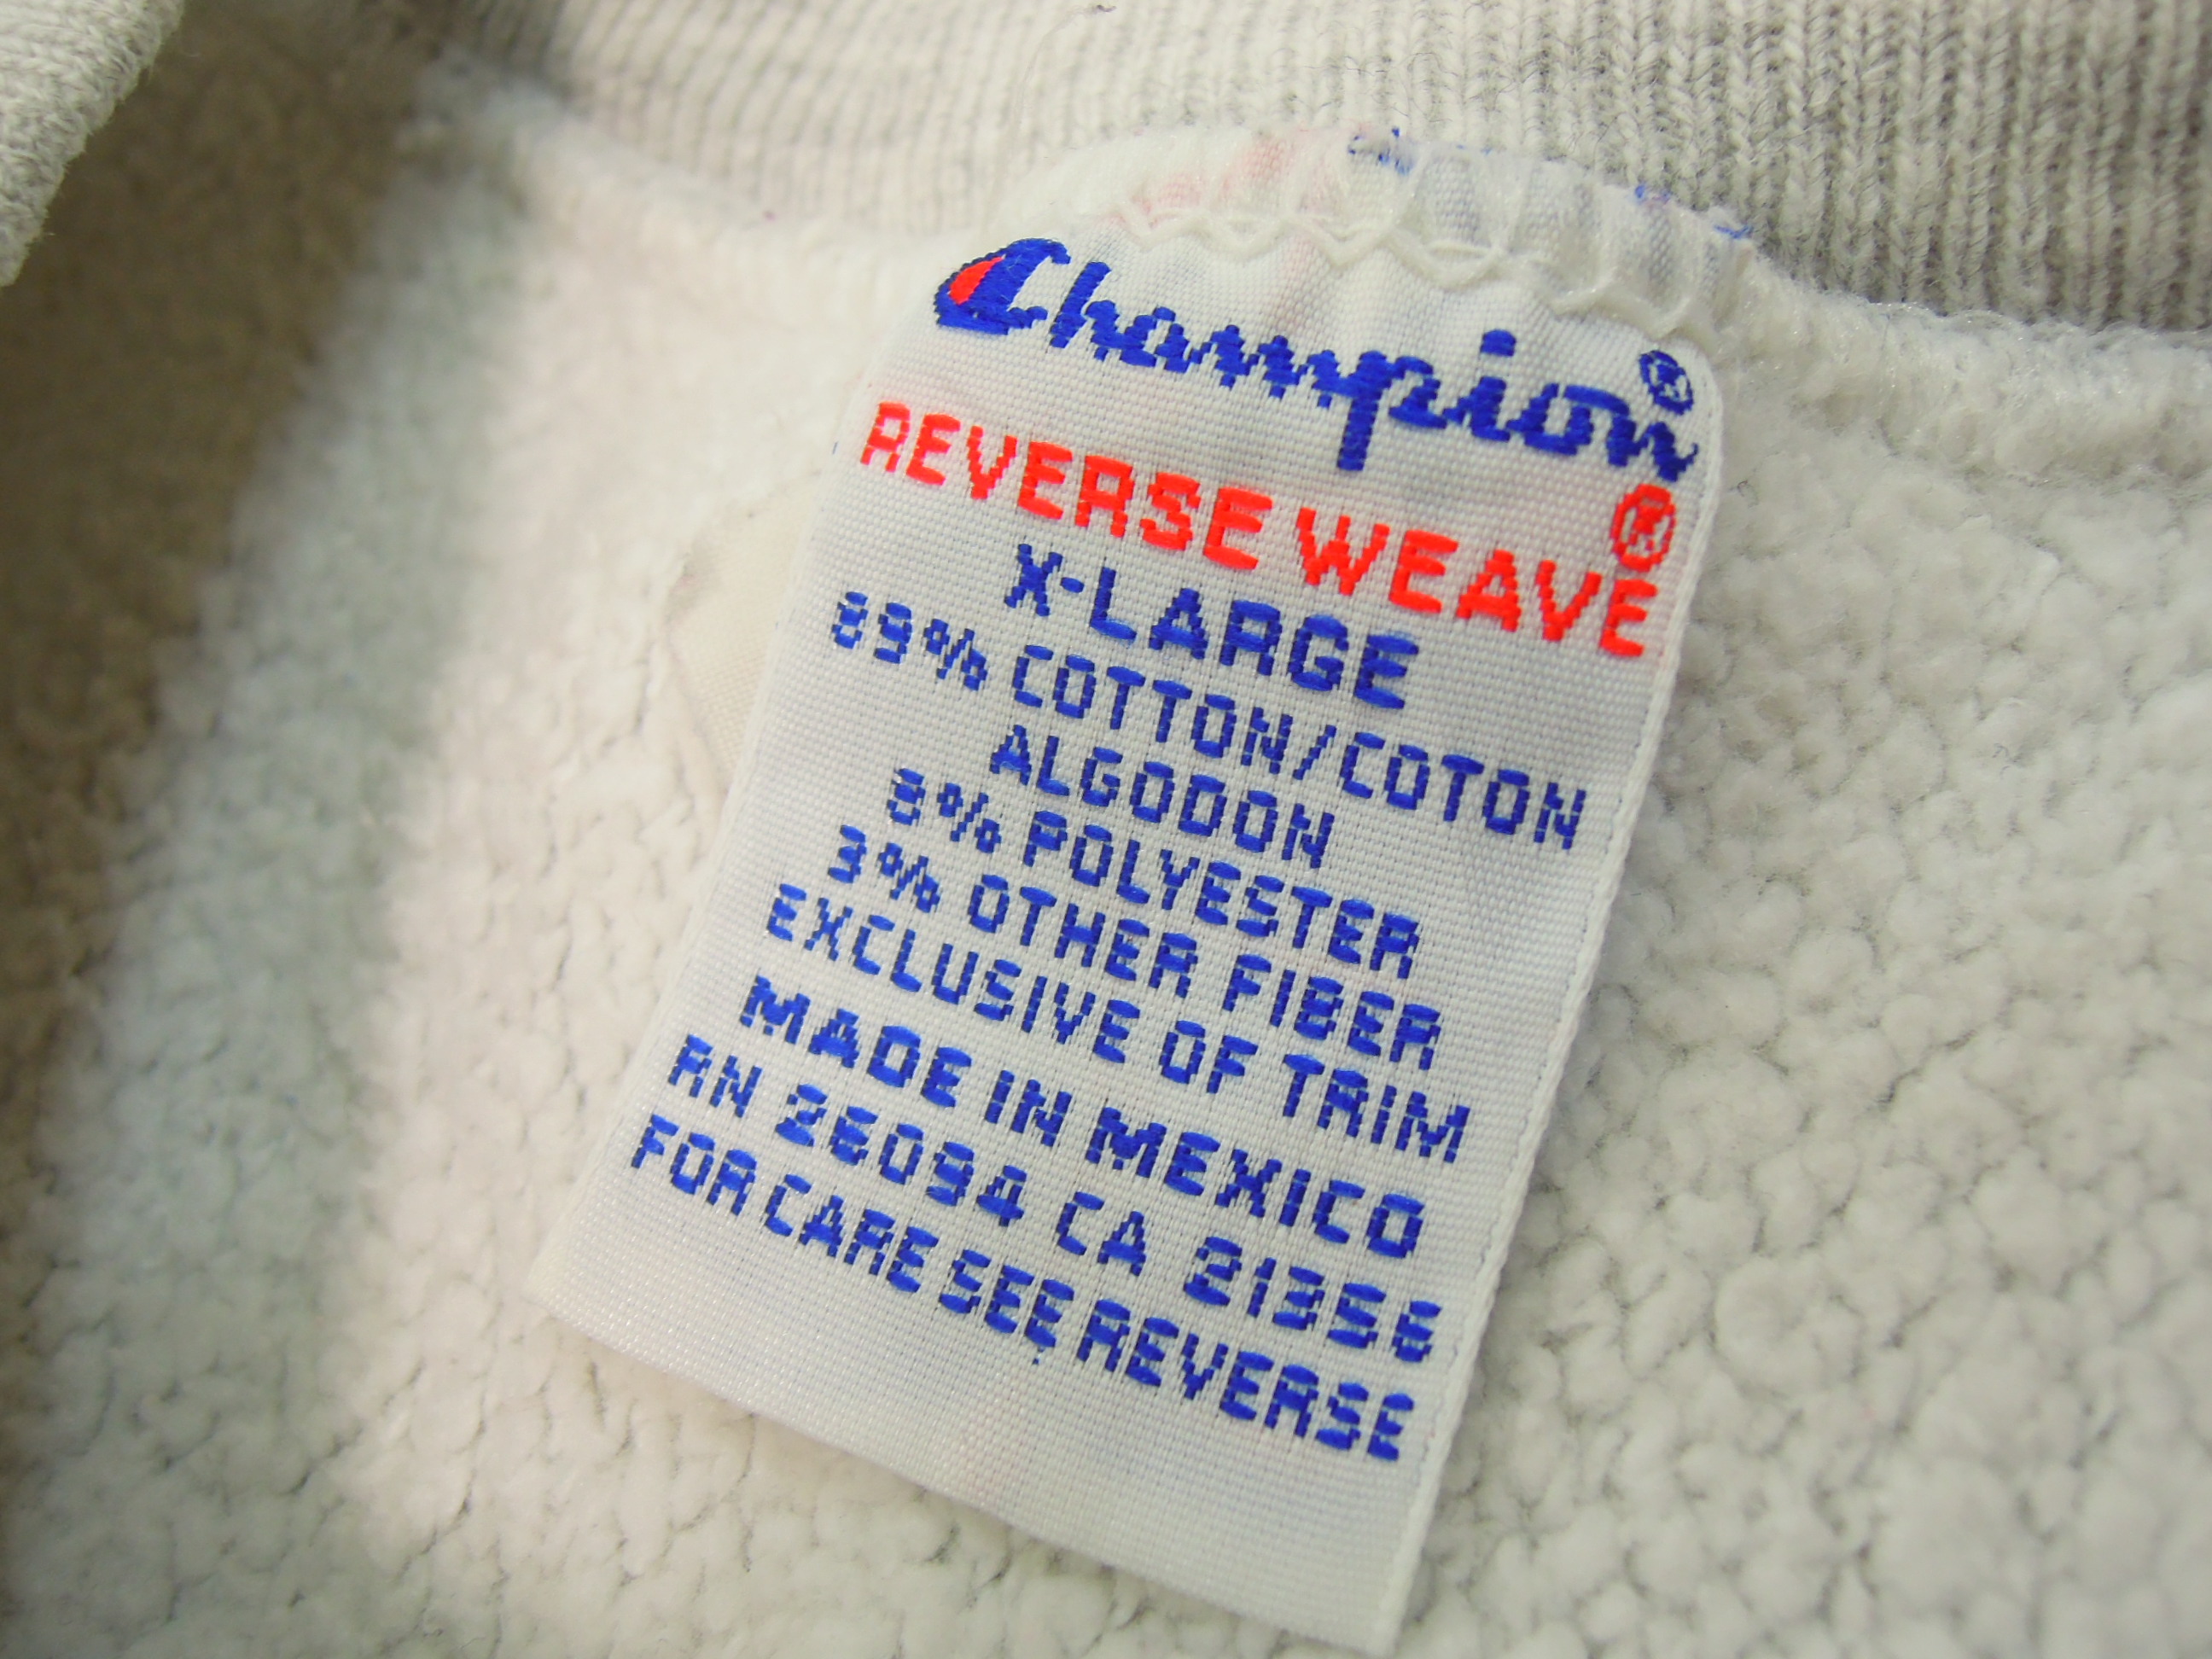 Champion®
REVERSE WEAVE®
X-LARGE
89% COTTON/COTON
ALGODON
8% POLYESTER
3% OTHER FIBER
EXCLUSIVE OF TRIM
MADE IN MEXICO
RN 26094 CA 21356
FOR CARE SEE REVERSE